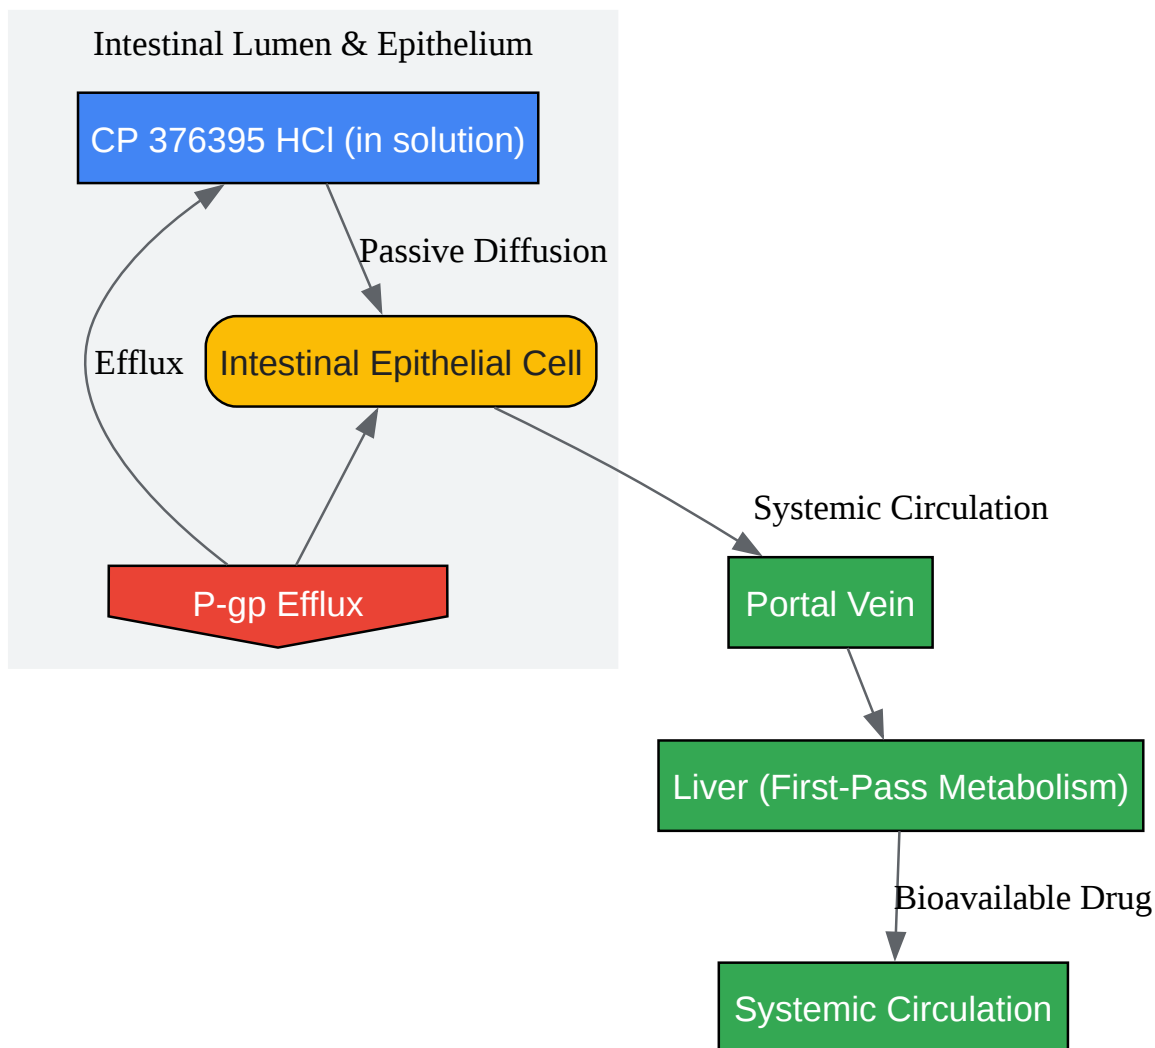 Intestinal Lumen & Epithelium
CP 376395 HCl (in solution)
Passive Diffusion
Efflux
Intestinal Epithelial Cell
Systemic Circulation
P-gp Efflux
Portal Vein
Liver (First-Pass Metabolism)
Bioavailable Drug
Systemic Circulation